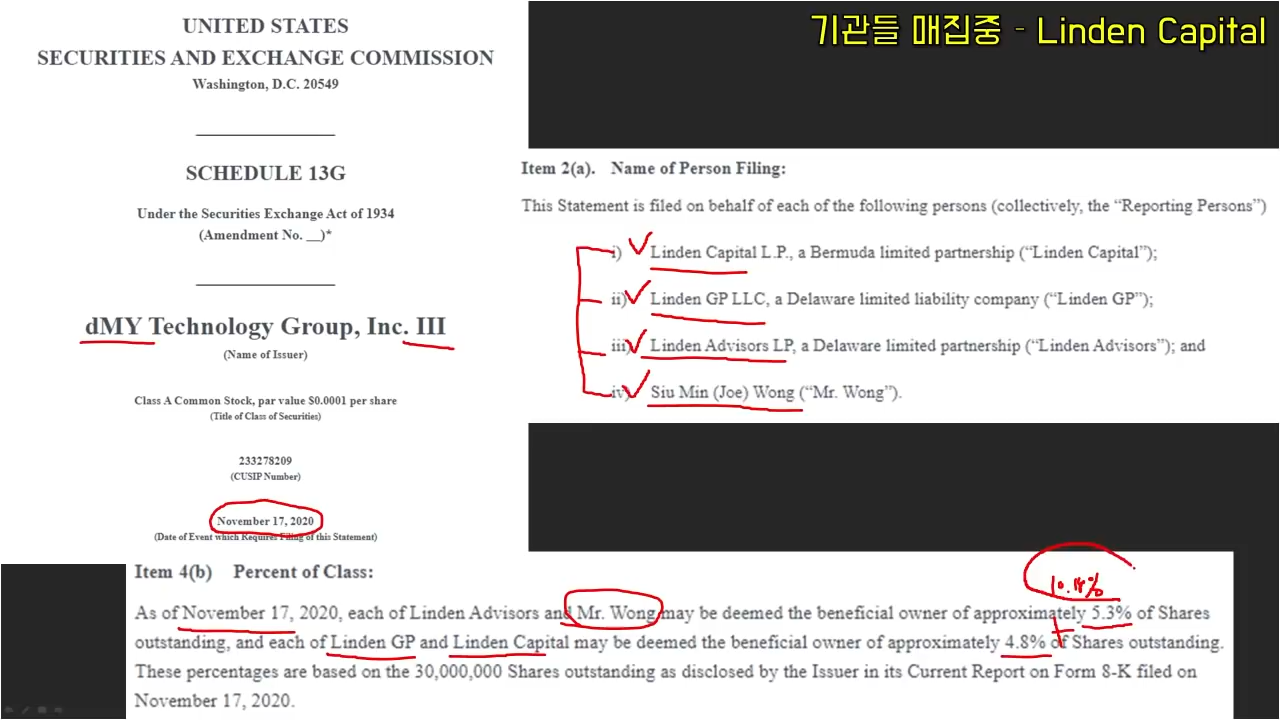 기관들 매집중 - Linden Capital
UNITED STATES
SECURITIES AND EXCHANGE COMMISSION
Washington, D.C. 20549
SCHEDULE 13G
Under the Securities Exchange Act of 1934
(Amendment No. __)*
dMY Technology Group, Inc. III
(Name of Issuer)
Class A Common Stock, par value $0.0001 per share
(Title of Class of Securities)
233278209
(CUSIP Number)
November 17, 2020
(Date of Event which Requires Filing of this Statement)
Item 2(a). Name of Person Filing:
This Statement is filed on behalf of each of the following persons (collectively, the “Reporting Persons”)
i) Linden Capital L.P., a Bermuda limited partnership (“Linden Capital”);
ii) Linden GP LLC, a Delaware limited liability company (“Linden GP”);
iii) Linden Advisors LP, a Delaware limited partnership (“Linden Advisors”); and
iv) Siu Min (Joe) Wong (“Mr. Wong”).
Item 4(b) Percent of Class:
As of November 17, 2020, each of Linden Advisors and Mr. Wong may be deemed the beneficial owner of approximately 5.3% of Shares
outstanding, and each of Linden GP and Linden Capital may be deemed the beneficial owner of approximately 4.8% of Shares outstanding.
These percentages are based on the 30,000,000 Shares outstanding as disclosed by the Issuer in its Current Report on Form 8-K filed on
November 17, 2020.